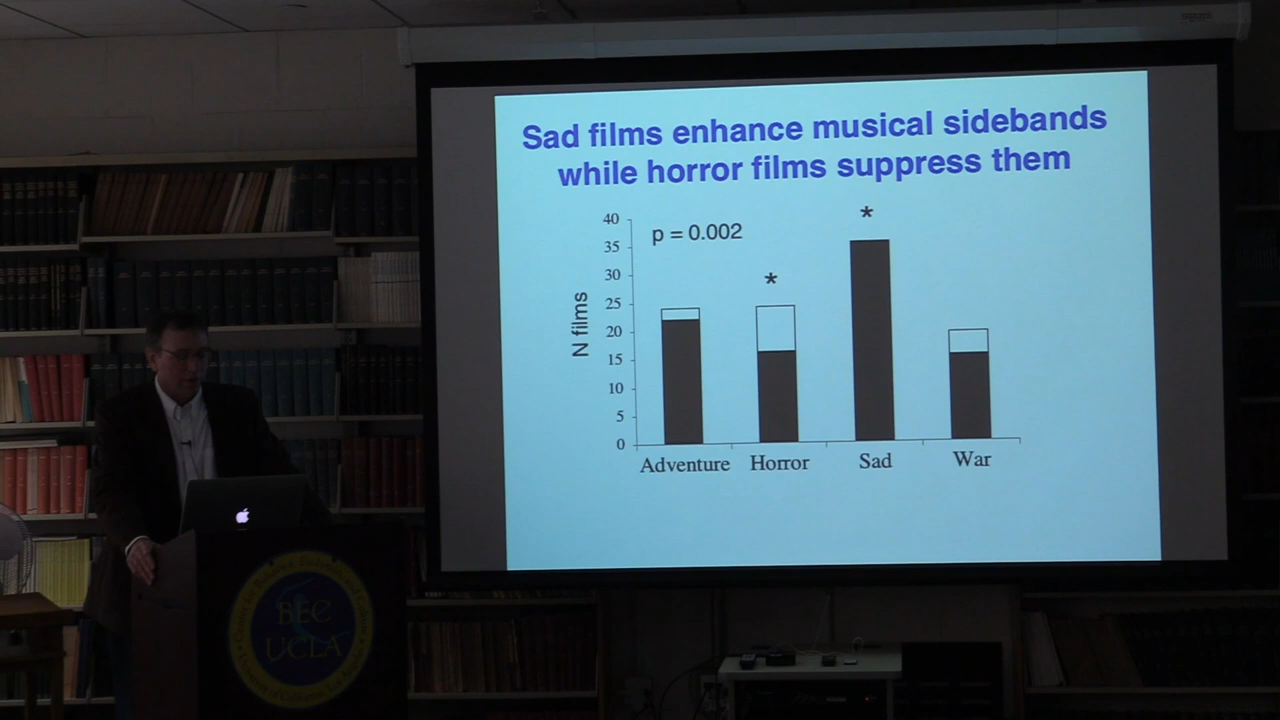 Sad films enhance musical sidebands
while horror films suppress them
p = 0.002
*
*
N films
40
35
30
25
20
15
10
5
0
Adventure Horror Sad War
BEC
UCLA